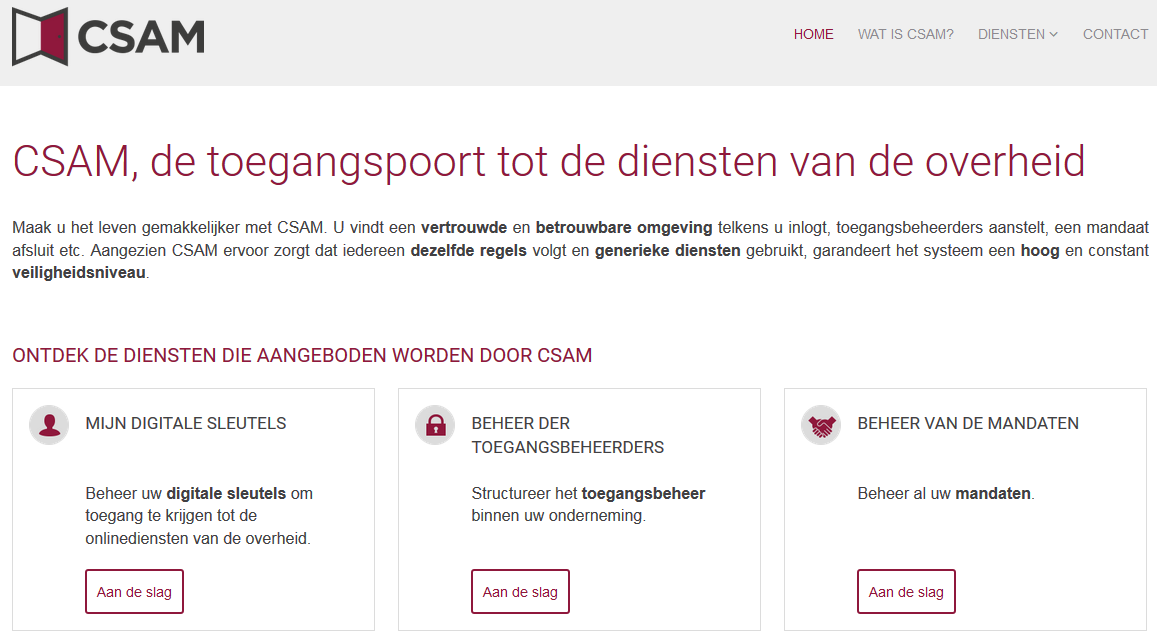 CSAM
HOME WAT IS CSAM? DIENSTEN CONTACT
CSAM, de toegangspoort tot de diensten van de overheid
Maak u het leven gemakkelijker met CSAM. U vindt een vertrouwde en betrouwbare omgeving telkens u inlogt, toegangsbeheerders aanstelt, een mandaat
afsluit etc. Aangezien CSAM ervoor zorgt dat iedereen dezelfde regels volgt en generieke diensten gebruikt, garandeert het systeem een hoog en constant
veiligheidsniveau.
ONTDEK DE DIENSTEN DIE AANGEBODEN WORDEN DOOR CSAM
MIJN DIGITALE SLEUTELS
Beheer uw digitale sleutels om
toegang te krijgen tot de
onlinediensten van de overheid.
Aan de slag
BEHEER DER
TOEGANGSBEHEERDERS
Structureer het toegangsbeheer
binnen uw onderneming.
Aan de slag
BEHEER VAN DE MANDATEN
Beheer al uw mandaten.
Aan de slag